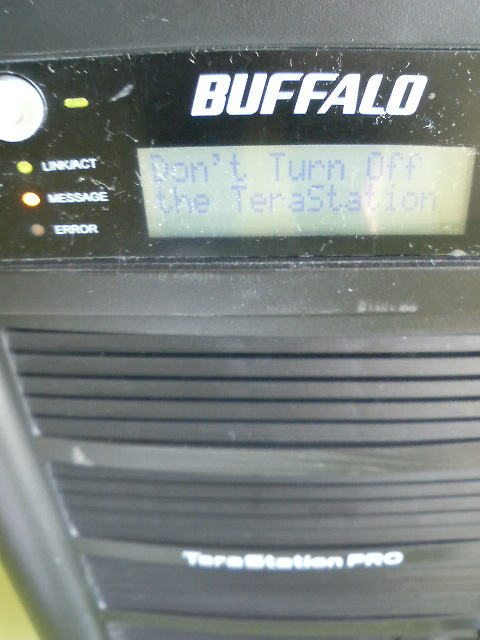 BUFFALO
LINK/ACT
MESSAGE
ERROR
Don't Turn Off
the TeraStation
TeraStation PRO